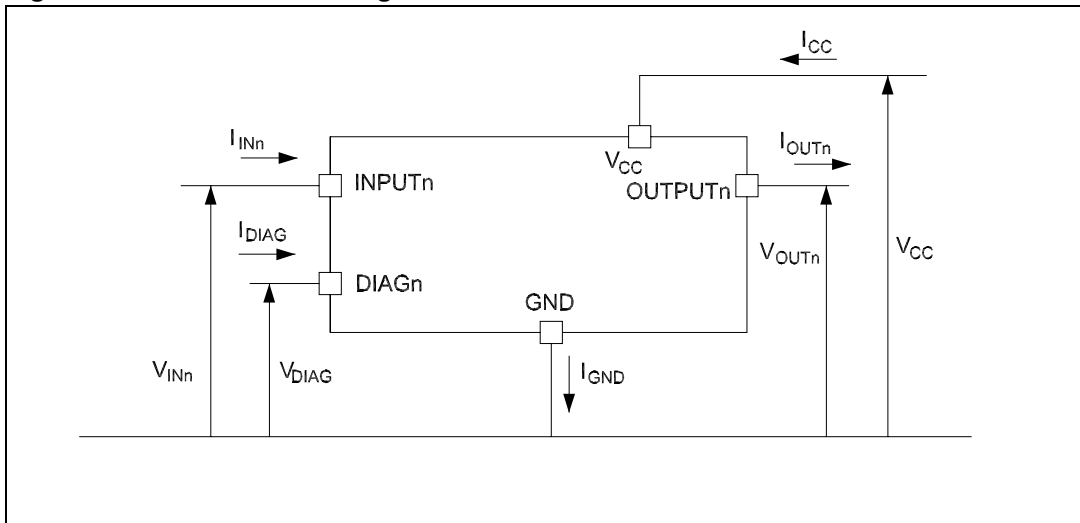 I_CC
I_INn
V_CC
I_OUTn
INPUTn
OUTPUTn
I_DIAG
V_OUTn
V_CC
DIAGn
GND
V_INn
V_DIAG
I_GND